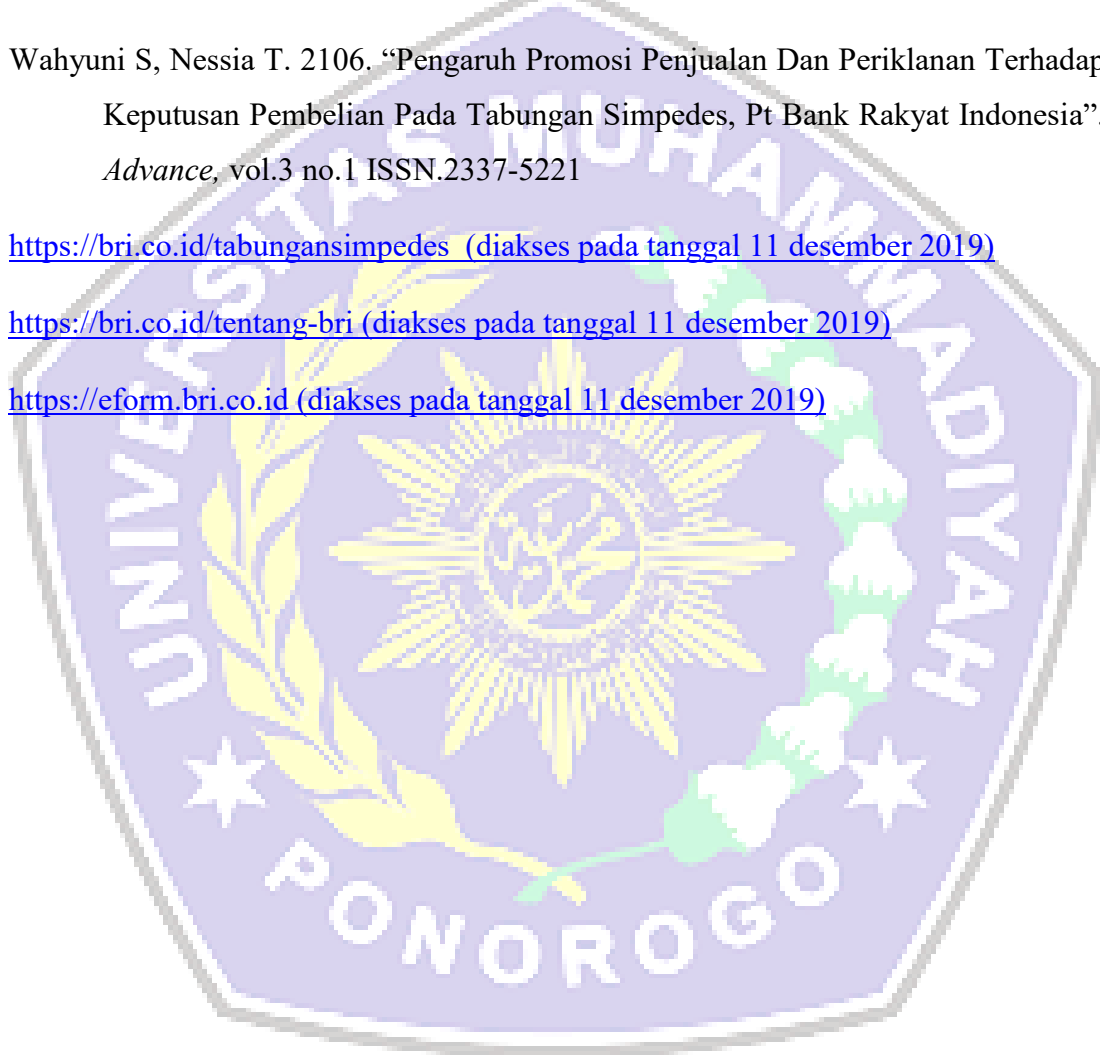 Wahyuni S, Nessia T. 2106. “Pengaruh Promosi Penjualan Dan Periklanan Terhadap
Keputusan Pembelian Pada Tabungan Simpedes, Pt Bank Rakyat Indonesia”.
Advance, vol.3 no.1 ISSN.2337-5221
https://bri.co.id/tabungansimpedes  (diakses pada tanggal 11 desember 2019)
https://bri.co.id/tentang-bri (diakses pada tanggal 11 desember 2019)
https://eform.bri.co.id (diakses pada tanggal 11 desember 2019)
UNIVERSITAS MUHAMMADIYAH
PONOROGO